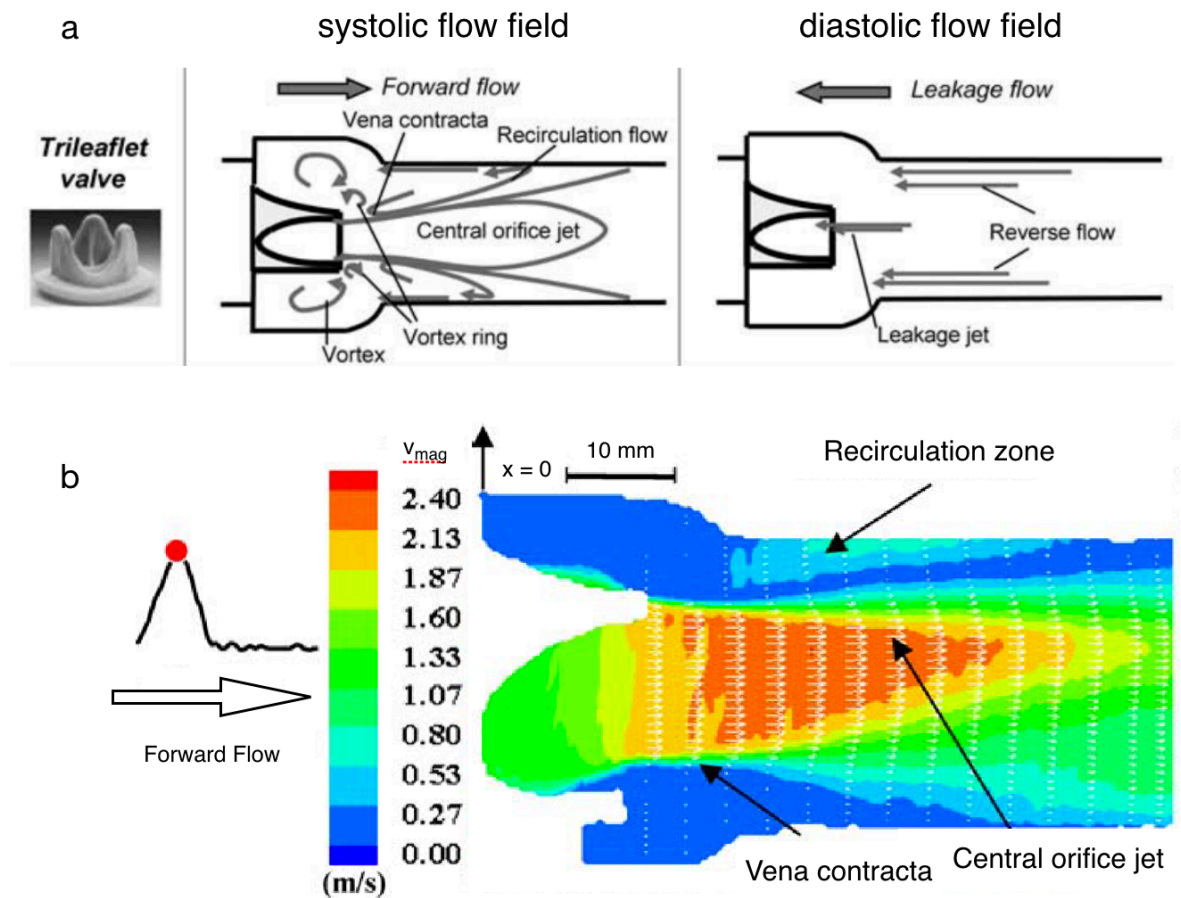 a
systolic flow field
diastolic flow field
Forward flow
Leakage flow
Vena contracta
Recirculation flow
Trileaflet
valve
Central orifice jet
Reverse flow
Vortex ring
Vortex
Leakage jet
b
vmag
x = 0
10 mm
Recirculation zone
2.40
2.13
1.87
1.60
1.33
1.07
0.80
0.53
0.27
0.00
(m/s)
Forward Flow
Vena contracta
Central orifice jet